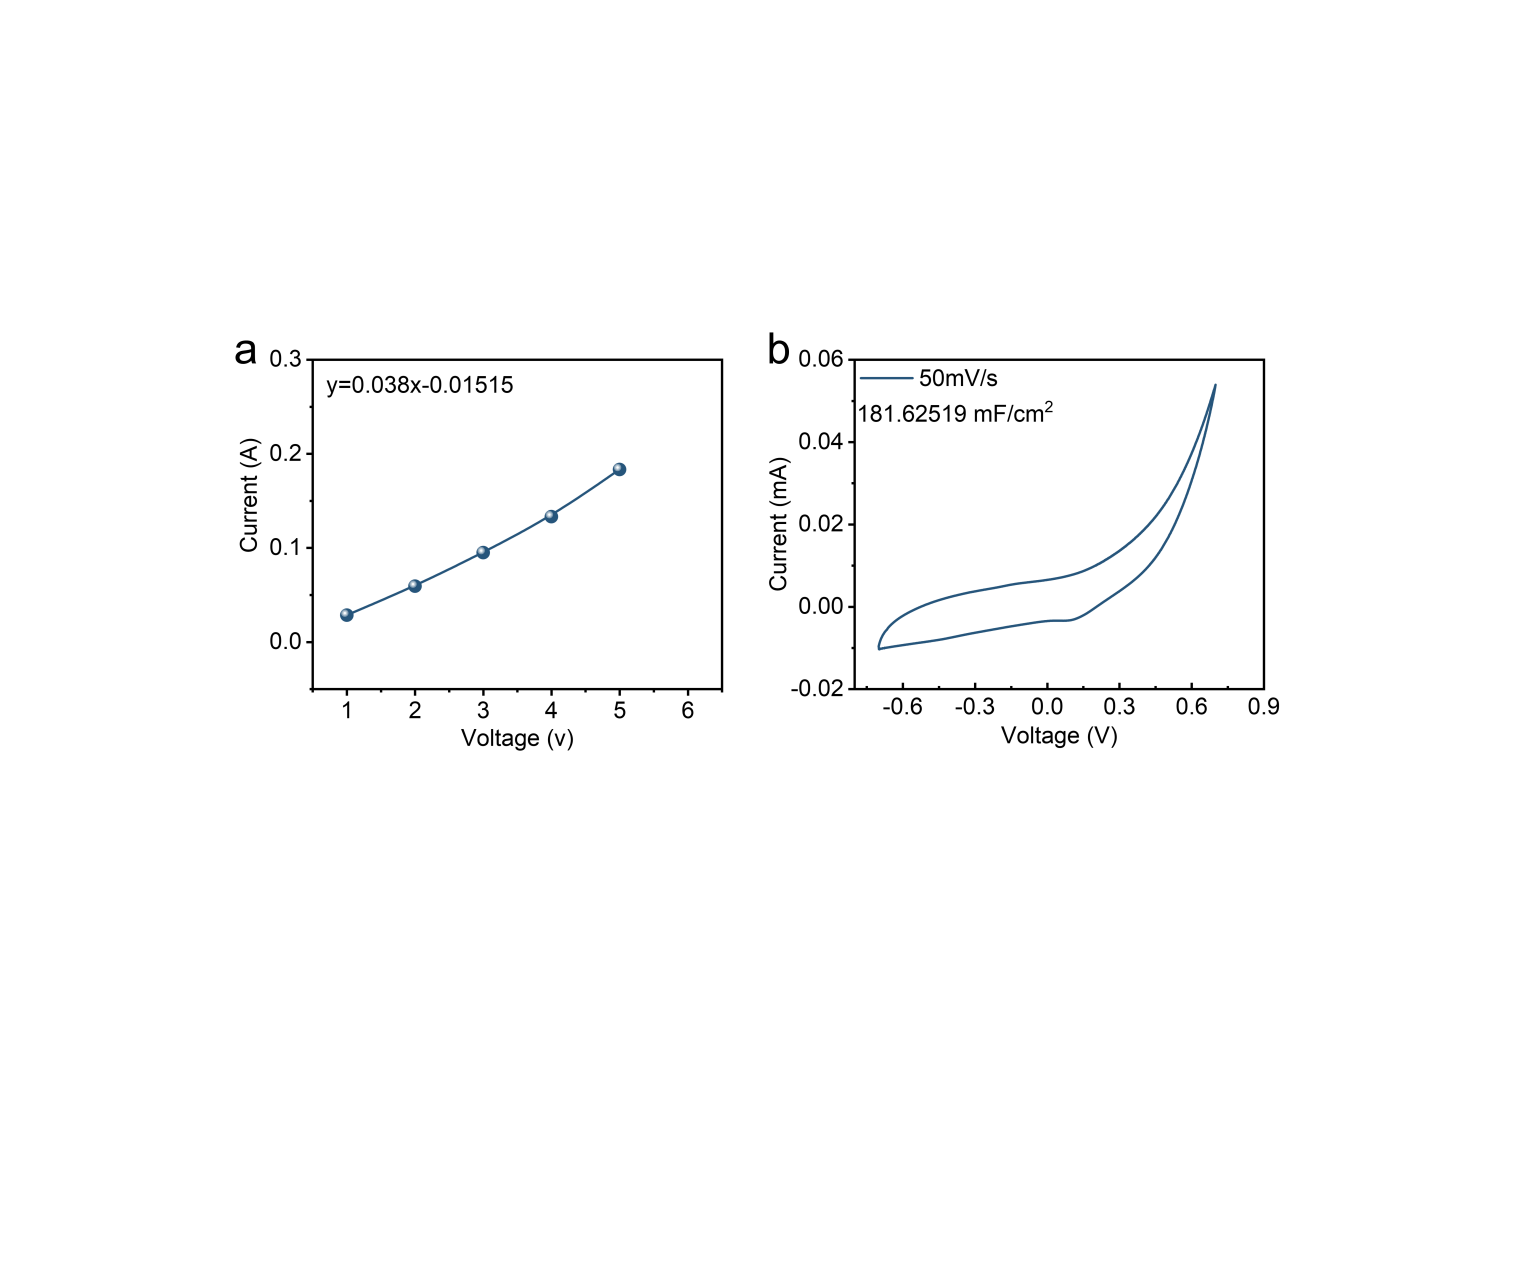 a
y=0.038x-0.01515
0.3
0.2
0.1
0.0
Current (A)
1 2 3 4 5 6
Voltage (v)
b
50mV/s
181.62519 mF/cm²
0.06
0.04
0.02
0.00
-0.02
Current (mA)
-0.6 -0.3 0.0 0.3 0.6 0.9
Voltage (V)